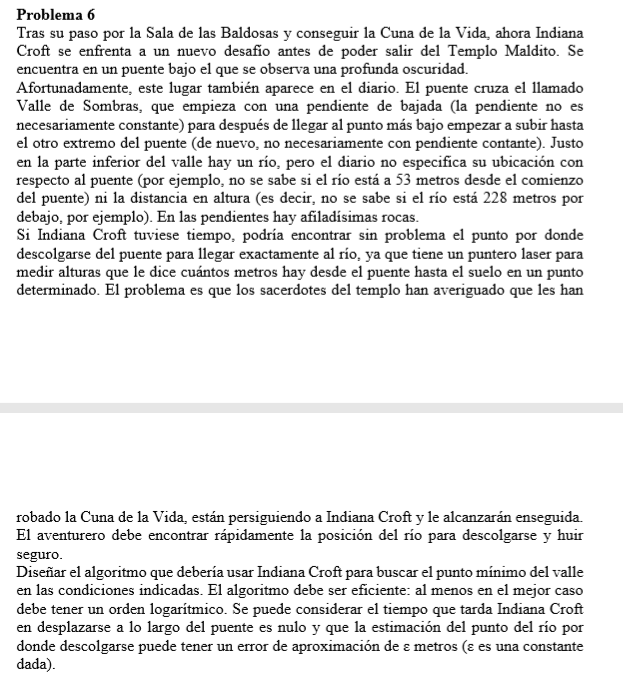 Problema 6
Tras su paso por la Sala de las Baldosas y conseguir la Cuna de la Vida, ahora Indiana
Croft se enfrenta a un nuevo desafío antes de poder salir del Templo Maldito. Se
encuentra en un puente bajo el que se observa una profunda oscuridad.
Afortunadamente, este lugar también aparece en el diario. El puente cruza el llamado
Valle de Sombras, que empieza con una pendiente de bajada (la pendiente no es
necesariamente constante) para después de llegar al punto más bajo empezar a subir hasta
el otro extremo del puente (de nuevo, no necesariamente con pendiente contante). Justo
en la parte inferior del valle hay un río, pero el diario no especifica su ubicación con
respecto al puente (por ejemplo, no se sabe si el río está a 53 metros desde el comienzo
del puente) ni la distancia en altura (es decir, no se sabe si el río está 228 metros por
debajo, por ejemplo). En las pendientes hay afiladísimas rocas.
Si Indiana Croft tuviese tiempo, podría encontrar sin problema el punto por donde
descolgarse del puente para llegar exactamente al río, ya que tiene un puntero laser para
medir alturas que le dice cuántos metros hay desde el puente hasta el suelo en un punto
determinado. El problema es que los sacerdotes del templo han averiguado que les han
robado la Cuna de la Vida, están persiguiendo a Indiana Croft y le alcanzarán enseguida.
El aventurero debe encontrar rápidamente la posición del río para descolgarse y huir
seguro.
Diseñar el algoritmo que debería usar Indiana Croft para buscar el punto mínimo del valle
en las condiciones indicadas. El algoritmo debe ser eficiente: al menos en el mejor caso
debe tener un orden logarítmico. Se puede considerar el tiempo que tarda Indiana Croft
en desplazarse a lo largo del puente es nulo y que la estimación del punto del río por
donde descolgarse puede tener un error de aproximación de ε metros (ε es una constante
dada).